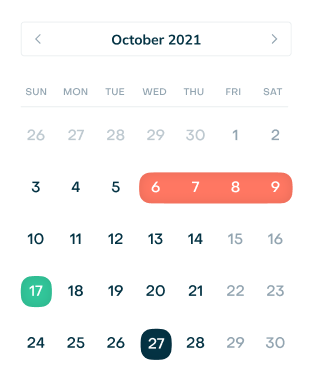 October 2021
SUN MON TUE WED THU FRI SAT
26 27 28 29 30 1 2
3 4 5 6 7 8 9
10 11 12 13 14 15 16
17 18 19 20 21 22 23
24 25 26 27 28 29 30